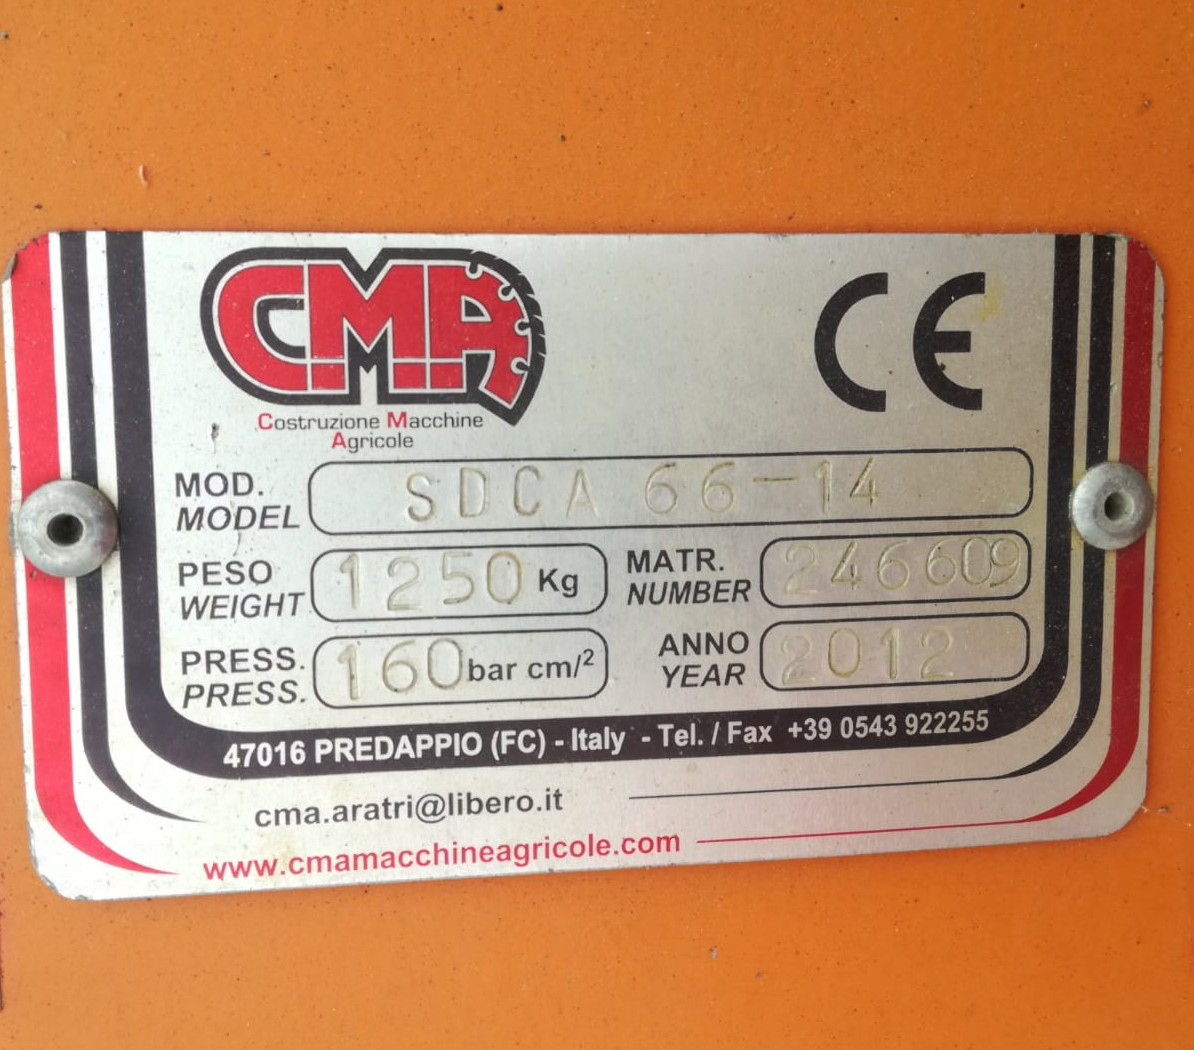 CMA
CE
Costruzione Macchine
Agricole
MOD.
MODEL
SDCA 66-14
PESO
WEIGHT
1250 Kg
MATR.
NUMBER
246609
PRESS.
PRESS.
160 bar cm/²
ANNO
YEAR
2012
47016 PREDAPPIO (FC) - Italy - Tel. / Fax +39 0543 922255
cma.aratri@libero.it
www.cmamacchineagricole.com